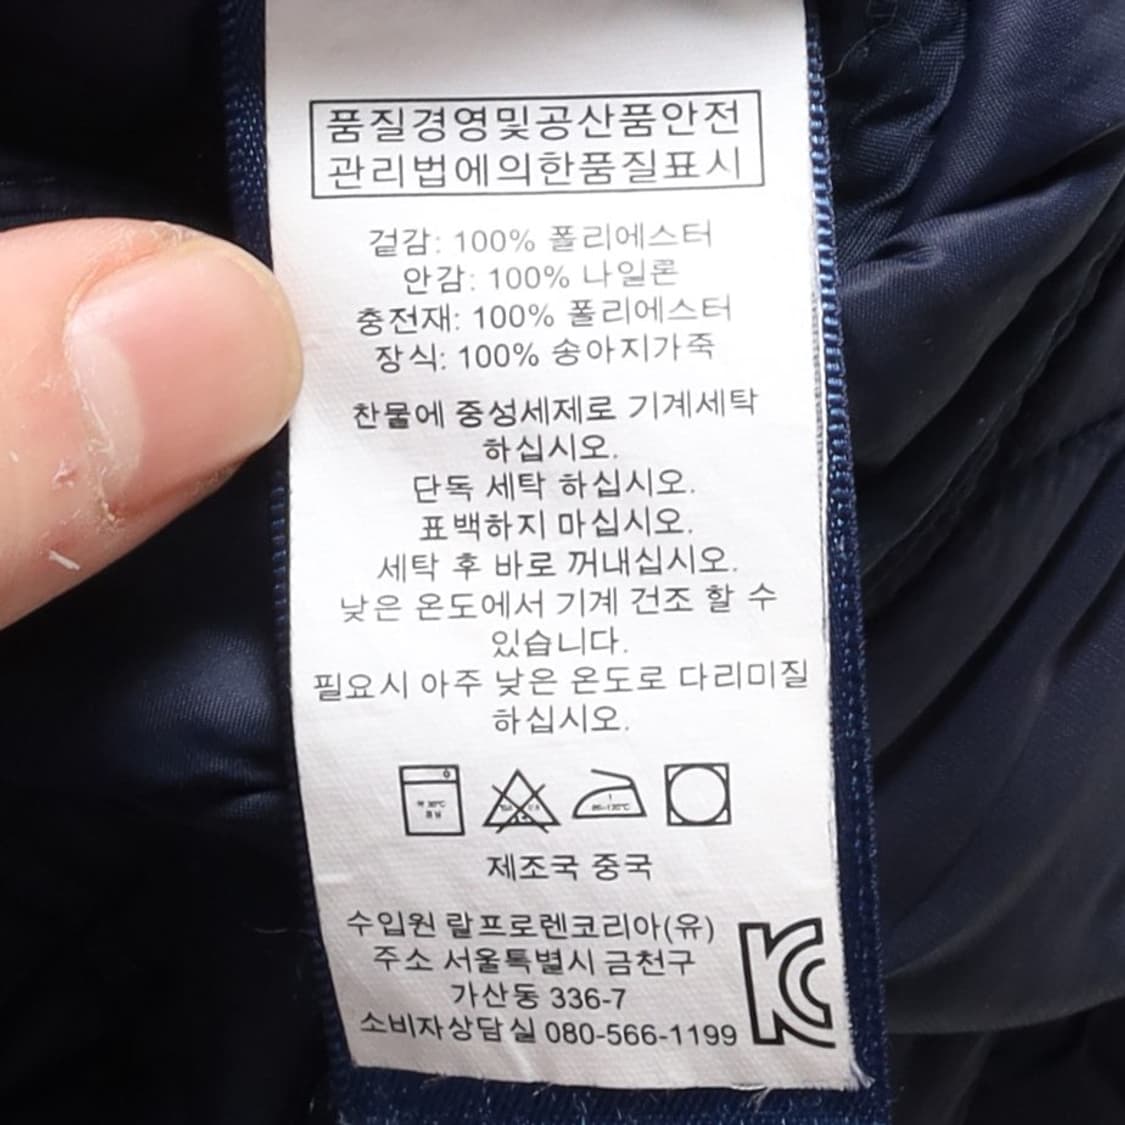 품질경영및공산품안전
관리법에의한품질표시
겉감: 100% 폴리에스터
안감: 100% 나일론
충전재: 100% 폴리에스터
장식: 100% 송아지가죽
찬물에 중성세제로 기계세탁
하십시오.
단독 세탁 하십시오.
표백하지 마십시오.
세탁 후 바로 꺼내십시오.
낮은 온도에서 기계 건조 할 수
있습니다.
필요시 아주 낮은 온도로 다리미질
하십시오.
제조국 중국
수입원 랄프로렌코리아(유)
주소 서울특별시 금천구
가산동 336-7
소비자상담실 080-566-1199